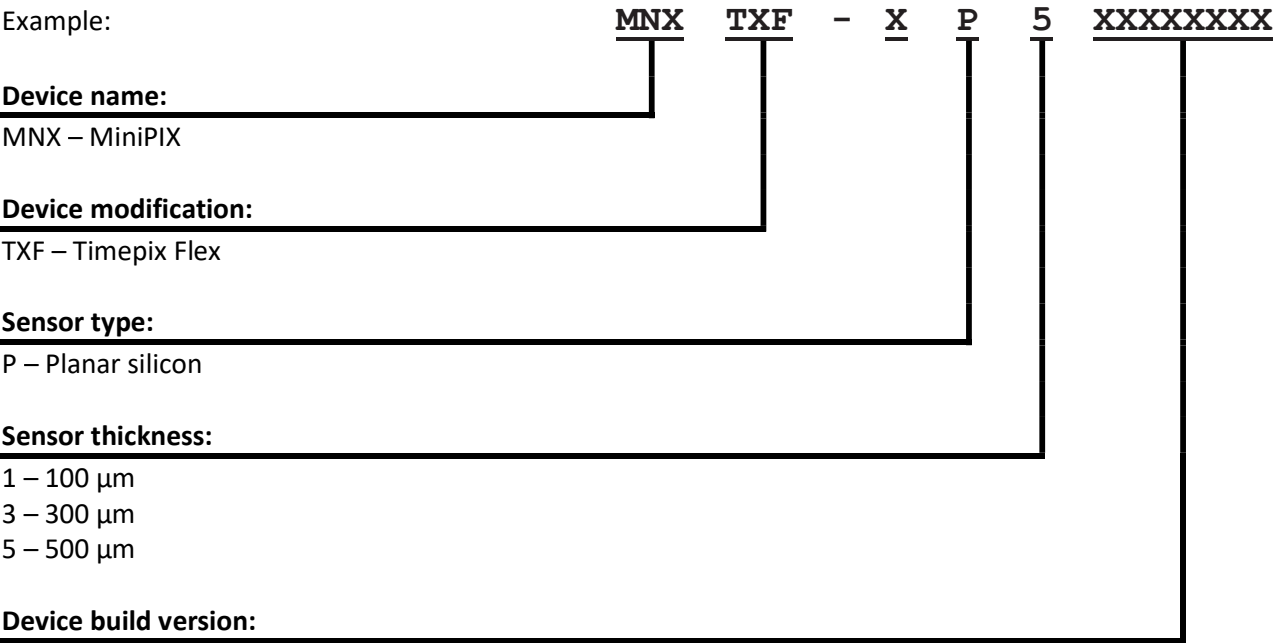 Example: MNX TXF - X P 5 XXXXXXXX
Device name:
MNX – MiniPIX
Device modification:
TXF – Timepix Flex
Sensor type:
P – Planar silicon
Sensor thickness:
1 – 100 µm
3 – 300 µm
5 – 500 µm
Device build version: